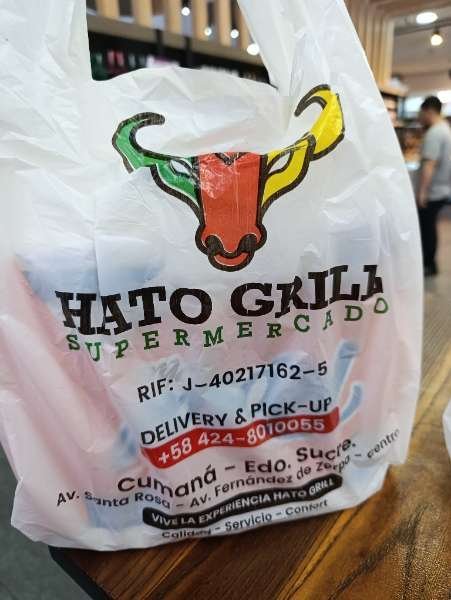 HATO GRILL
SUPERMERCADO
RIF: J-40217162-5
DELIVERY & PICK-UP
+58 424-8010055
Cumaná - Edo. Sucre.
Av. Santa Rosa - Av. Fernández de Zerpa - Centro
VIVE LA EXPERIENCIA HATO GRILL
Calidad - Servicio - Confort